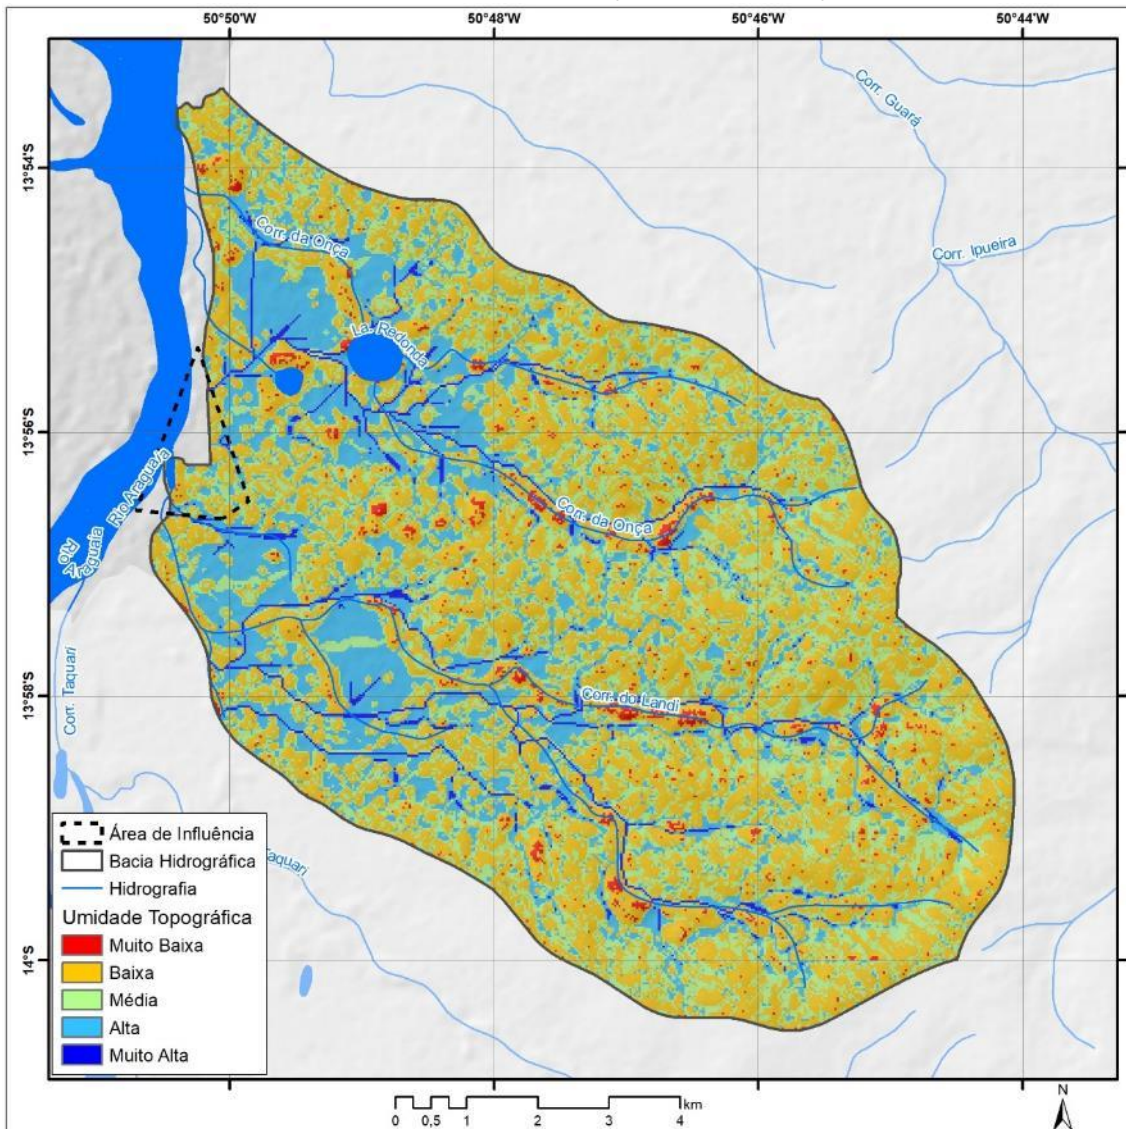 50°50'W
50°48'W
50°46'W
50°44'W
13°54'S
13°56'S
13°58'S
14°S
Corr. Guará
Corr. Ipueira
Corr. da Onça
La. Redonda
Rio Araguaia
Rio Araguaia
Corr. da Onça
Corr. do Landi
Corr. Taquari
Taquari
Área de Influência
Bacia Hidrográfica
Hidrografia
Umidade Topográfica
Muito Baixa
Baixa
Média
Alta
Muito Alta
0 0,5 1 2 3 4 km
N